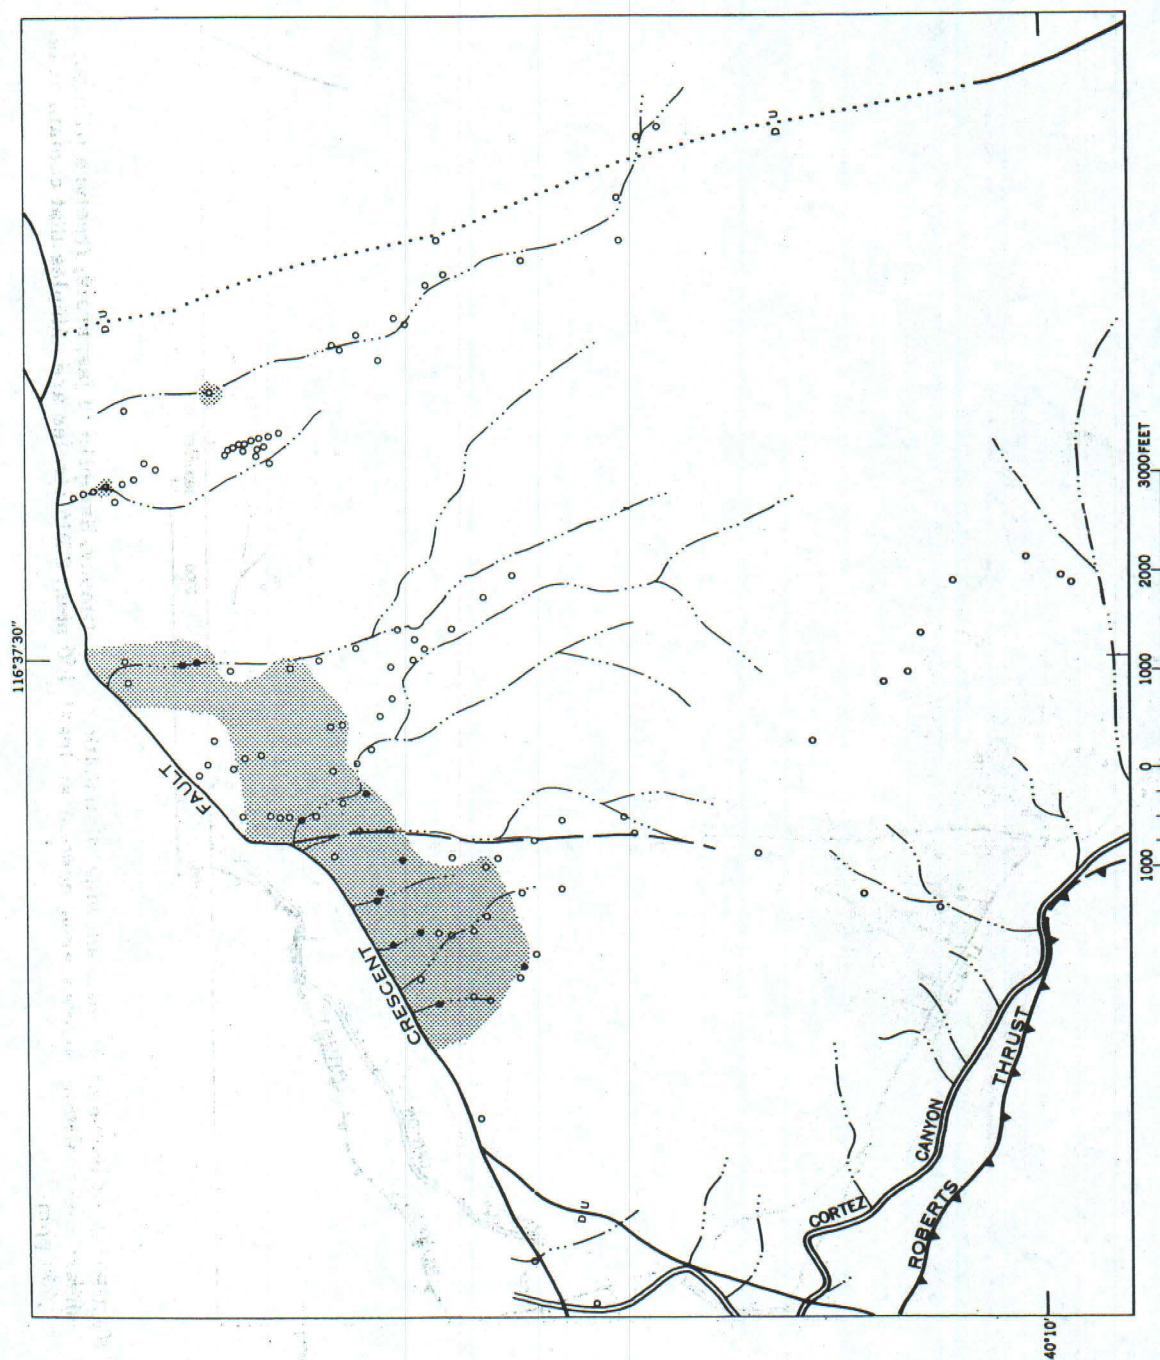 116°37'30"
D U
D U
FAULT
CRESCENT
D U
CORTEZ
CANYON
ROBERTS
THRUST
1000 0 1000 2000 3000 FEET
40°10'